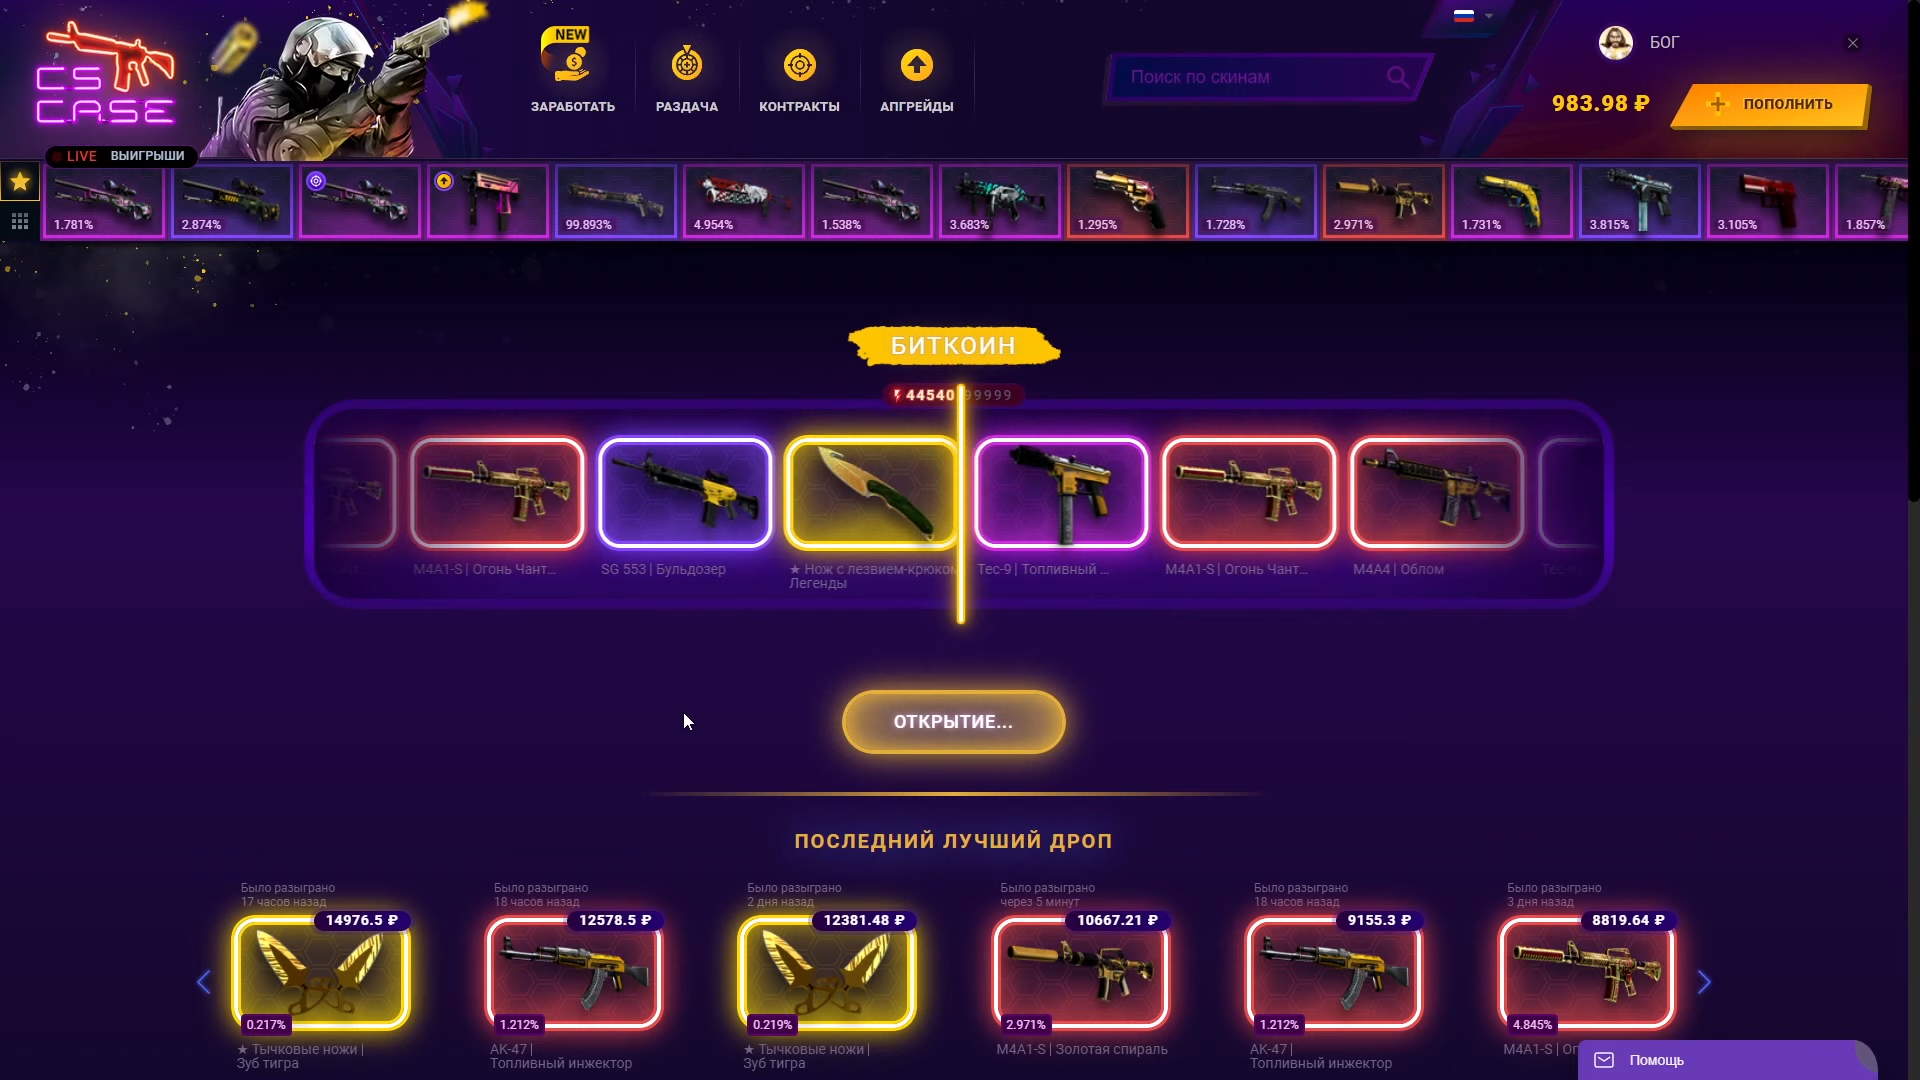 CS
CASE
NEW
ЗАРАБОТАТЬ
РАЗДАЧА
КОНТРАКТЫ
АПГРЕЙДЫ
Поиск по скинам
БОГ
983.98 ₽
ПОПОЛНИТЬ
LIVE ВЫИГРЫШИ
1.781%
2.874%
99.893%
4.954%
1.538%
3.683%
1.295%
1.728%
2.971%
1.731%
3.815%
3.105%
1.857%
БИТКОИН
44540 99999
M4A1-S | Огонь Чант...
SG 553 | Бульдозер
★ Нож с лезвием-крюком
Легенды
Tec-9 | Топливный ...
M4A1-S | Огонь Чант...
M4A4 | Облом
ОТКРЫТИЕ...
ПОСЛЕДНИЙ ЛУЧШИЙ ДРОП
Было разыграно
17 часов назад
14976.5 ₽
0.217%
★ Тычковые ножи |
Зуб тигра
Было разыграно
18 часов назад
12578.5 ₽
1.212%
AK-47 |
Топливный инжектор
Было разыграно
2 дня назад
12381.48 ₽
0.219%
★ Тычковые ножи |
Зуб тигра
Было разыграно
через 5 минут
10667.21 ₽
2.971%
M4A1-S | Золотая спираль
Было разыграно
18 часов назад
9155.3 ₽
1.212%
AK-47 |
Топливный инжектор
Было разыграно
3 дня назад
8819.64 ₽
4.845%
M4A1-S | Ог
Помощь